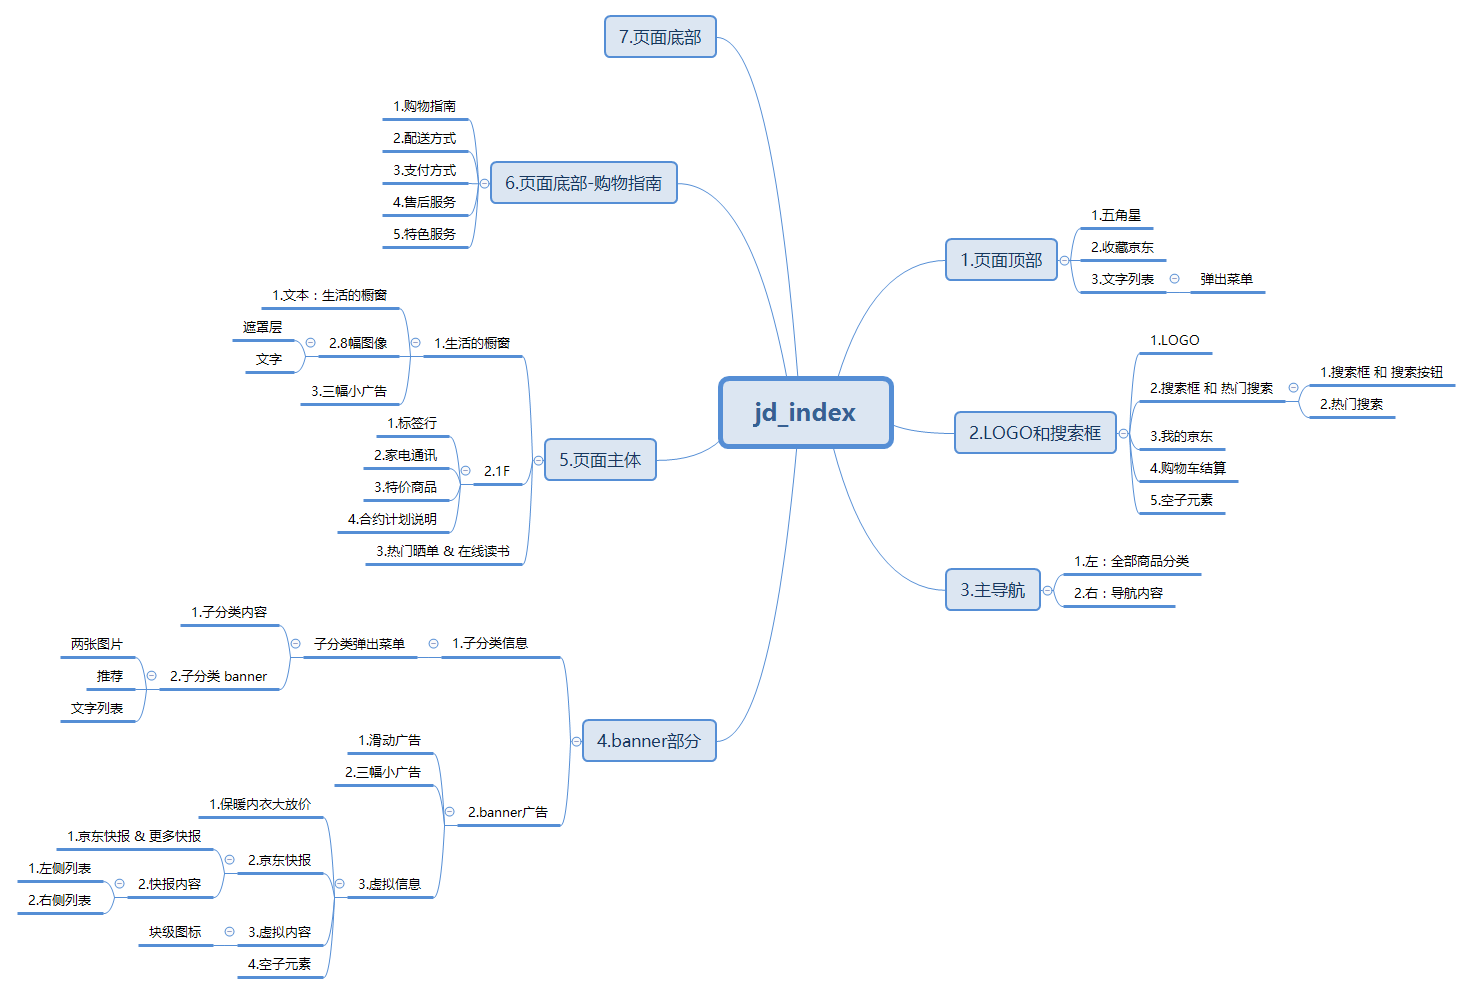 jd_index
1.页面顶部
1.五角星
2.收藏京东
3.文字列表
弹出菜单
2.LOGO和搜索框
1.LOGO
2.搜索框 和 热门搜索
1.搜索框 和 搜索按钮
2.热门搜索
3.我的京东
4.购物车结算
5.空子元素
3.主导航
1.左：全部商品分类
2.右：导航内容
4.banner部分
1.子分类信息
子分类弹出菜单
1.子分类内容
2.子分类 banner
两张图片
推荐
文字列表
2.banner广告
1.滑动广告
2.三幅小广告
3.虚拟信息
1.保暖内衣大放价
2.京东快报
1.京东快报 & 更多快报
2.快报内容
1.左侧列表
2.右侧列表
3.虚拟内容
块级图标
4.空子元素
5.页面主体
1.生活的橱窗
1.文本：生活的橱窗
2.8幅图像
遮罩层
文字
3.三幅小广告
2.1F
1.标签行
2.家电通讯
3.特价商品
4.合约计划说明
3.热门晒单 & 在线读书
6.页面底部-购物指南
1.购物指南
2.配送方式
3.支付方式
4.售后服务
5.特色服务
7.页面底部